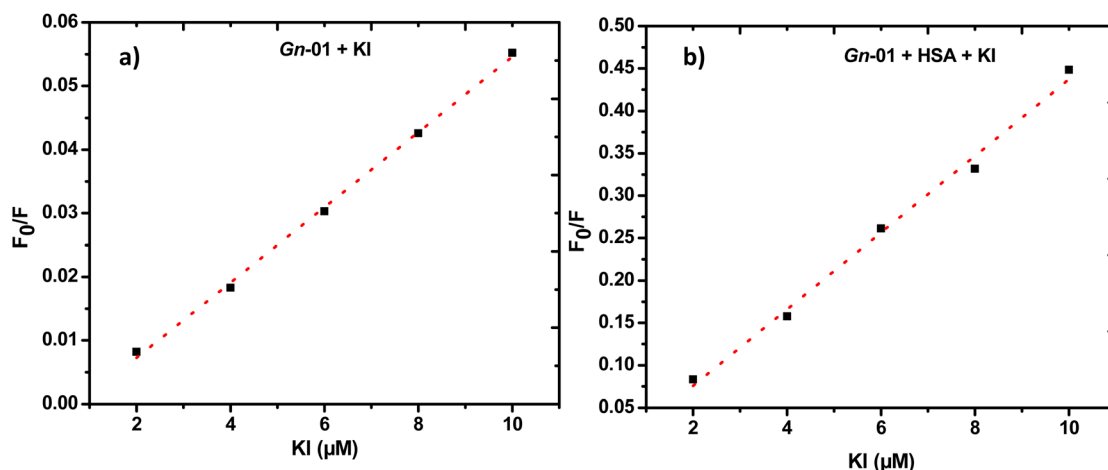 a)
Gn-01 + KI
0.06
0.05
0.04
0.03
0.02
0.01
0.00
F0/F
2 4 6 8 10
KI (µM)
b)
Gn-01 + HSA + KI
0.50
0.45
0.40
0.35
0.30
0.25
0.20
0.15
0.10
0.05
F0/F
2 4 6 8 10
KI (µM)